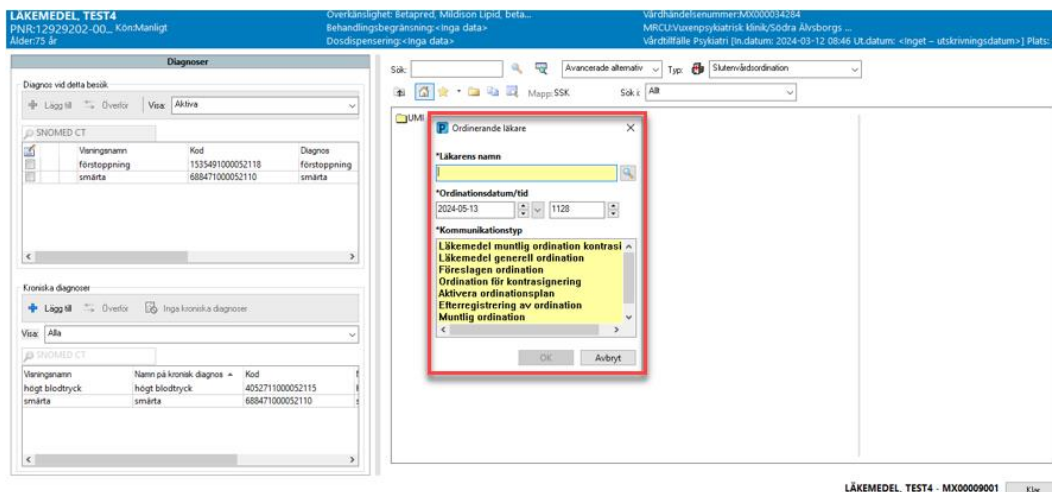 LÄKEMEDEL, TEST4
PNR:12929202-00... Kön:Manligt
Ålder:75 år
Överkänslighet: Betapred, Mildison Lipid, beta...
Behandlingsbegränsning:<Inga data>
Dosdispensering:<Inga data>
Vårdhändelsenummer:MX000034284
MRCU:Vuxenpsykiatrisk klinik/Södra Älvsborgs ...
Vårdtillfälle Psykiatri [In.datum: 2024-03-12 08:46 Ut.datum: <Inget – utskrivningsdatum>] Plats:
Diagnoser
Diagnos vid detta besök
Lägg till Överför Visa: Aktiva
SNOMED CT
Visningsnamn Kod Diagnos
förstoppning 1535491000052118 förstoppning
smärta 688471000052110 smärta
Kroniska diagnoser
Lägg till Överför Inga kroniska diagnoser
Visa: Alla
SNOMED CT
Visningsnamn Namn på kronisk diagnos Kod
högt blodtryck högt blodtryck 4052711000052115
smärta smärta 688471000052110
Sök: Avancerade alternativ Typ: Slutenvårdsordination
Mapp: SSK Sök i: Allt
UMI
Ordinerande läkare
*Läkarens namn
*Ordinationsdatum/tid
2024-05-13 1128
*Kommunikationstyp
Läkemedel muntlig ordination kontrasi
Läkemedel generell ordination
Föreslagen ordination
Ordination för kontrasignering
Aktivera ordinationsplan
Efterregistrering av ordination
Muntlig ordination
OK Avbryt
LÄKEMEDEL, TEST4 - MX00009001 Klar